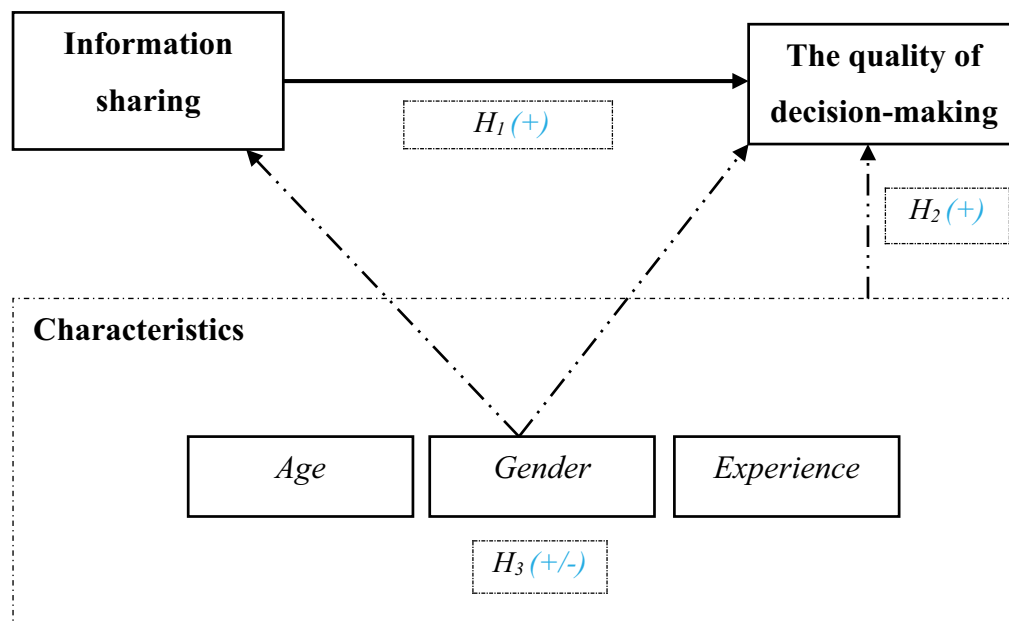 Information
sharing
The quality of
decision-making
H₁ (+)
H₂ (+)
Characteristics
Age
Gender
Experience
H₃ (+/-)